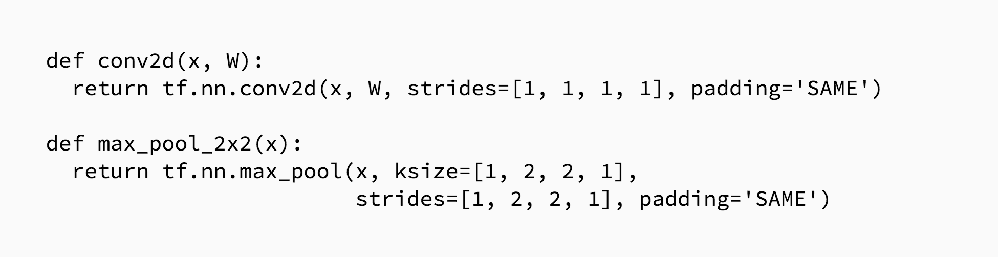 def conv2d(x, W):
  return tf.nn.conv2d(x, W, strides=[1, 1, 1, 1], padding='SAME')

def max_pool_2x2(x):
  return tf.nn.max_pool(x, ksize=[1, 2, 2, 1],
                        strides=[1, 2, 2, 1], padding='SAME')